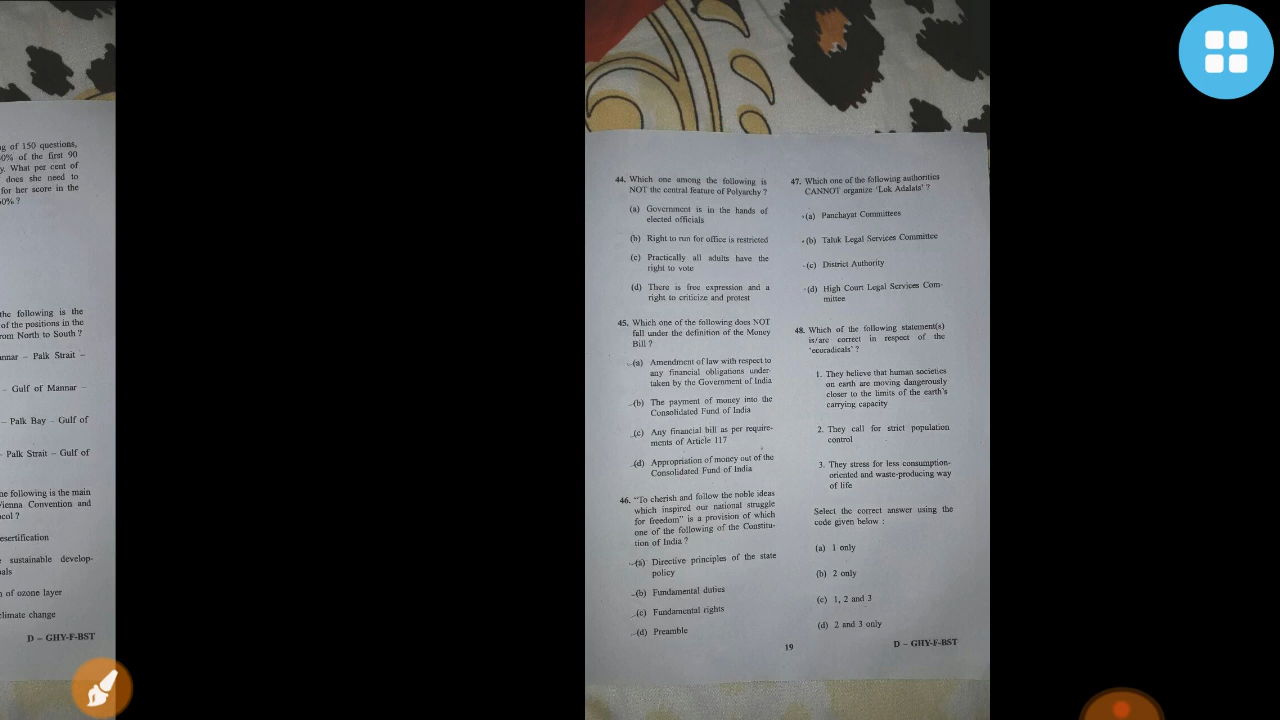 g of 150 questions,
0% of the first 90
y. What per cent of
does she need to
for her score in the
50% ?
the following is the
of the positions in the
rom North to South ?
nnar – Palk Strait –
– Gulf of Mannar –
– Palk Bay – Gulf of
– Palk Strait – Gulf of
he following is the main
Vienna Convention and
ocol ?
esertification
sustainable develop-
als
n of ozone layer
climate change
D – GHY-F-BST
44. Which one among the following is
NOT the central feature of Polyarchy ?
(a) Government is in the hands of
elected officials
(b) Right to run for office is restricted
(c) Practically all adults have the
right to vote
(d) There is free expression and a
right to criticize and protest
45. Which one of the following does NOT
fall under the definition of the Money
Bill ?
(a) Amendment of law with respect to
any financial obligations under-
taken by the Government of India
(b) The payment of money into the
Consolidated Fund of India
(c) Any financial bill as per require-
ments of Article 117
(d) Appropriation of money out of the
Consolidated Fund of India
46. "To cherish and follow the noble ideas
which inspired our national struggle
for freedom" is a provision of which
one of the following of the Constitu-
tion of India ?
(a) Directive principles of the state
policy
(b) Fundamental duties
(c) Fundamental rights
(d) Preamble
47. Which one of the following authorities
CANNOT organize 'Lok Adalats' ?
(a) Panchayat Committees
(b) Taluk Legal Services Committee
(c) District Authority
(d) High Court Legal Services Com-
mittee
48. Which of the following statement(s)
is/are correct in respect of the
'ecoradicals' ?
1. They believe that human societies
on earth are moving dangerously
closer to the limits of the earth's
carrying capacity
2. They call for strict population
control
3. They stress for less consumption-
oriented and waste-producing way
of life
Select the correct answer using the
code given below :
(a) 1 only
(b) 2 only
(c) 1, 2 and 3
(d) 2 and 3 only
19
D – GHY-F-BST